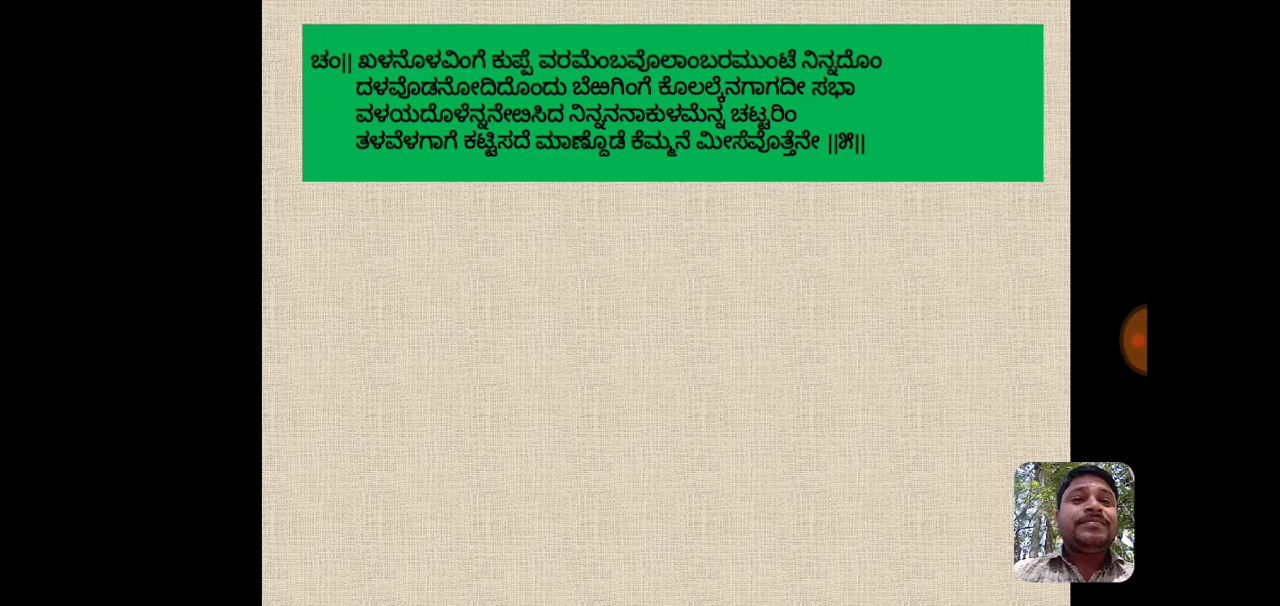 ಚಂ|| ಖಳನೊಳವಿಂಗೆ ಕುಪ್ಪೆ ವರಮೆಂಬವೊಲಾಂಬರಮುಂಟೆ ನಿನ್ನದೊಂ
ದಳವೊಡನೋದಿದೊಂದು ಬೆಱಗಿಂಗೆ ಕೊಲಲ್ಕೆನಗಾಗದೀ ಸಭಾ
ವಳಯದೊಳೆನ್ನನೇೞಿಸಿದ ನಿನ್ನನನಾಕುಳಮೆನ್ನ ಚಟ್ಟರಿಂ
ತಳವೆಳಗಾಗೆ ಕಟ್ಟಿಸದೆ ಮಾಣ್ದೊಡೆ ಕೆಮ್ಮನೆ ಮೀಸೆವೊತ್ತೆನೇ ||೫||